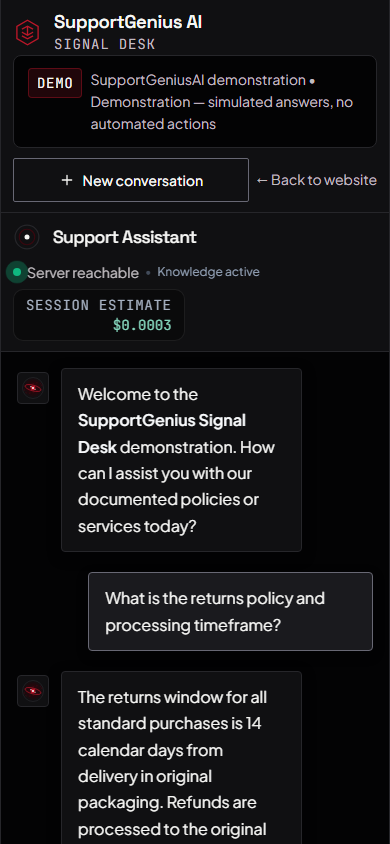 SupportGenius AI
SIGNAL DESK
DEMO
SupportGeniusAI demonstration •
Demonstration — simulated answers, no
automated actions
+ New conversation
← Back to website
Support Assistant
Server reachable • Knowledge active
SESSION ESTIMATE
$0.0003
Welcome to the
SupportGenius Signal
Desk demonstration. How
can I assist you with our
documented policies or
services today?
What is the returns policy and
processing timeframe?
The returns window for all
standard purchases is 14
calendar days from
delivery in original
packaging. Refunds are
processed to the original